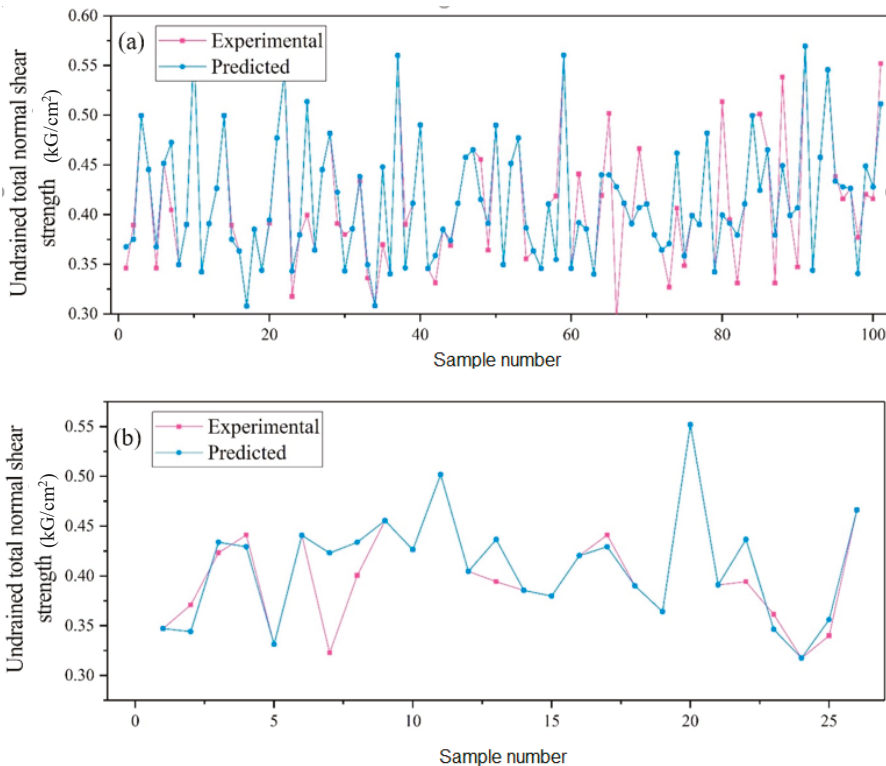 0.60
(a)
Experimental
Predicted
0.55
0.50
0.45
0.40
0.35
0.30
Undrained total normal shear
strength (kG/cm²)
0 20 40 60 80 100
Sample number
(b)
Experimental
Predicted
0.55
0.50
0.45
0.40
0.35
0.30
Undrained total normal shear
strength (kG/cm²)
0 5 10 15 20 25
Sample number